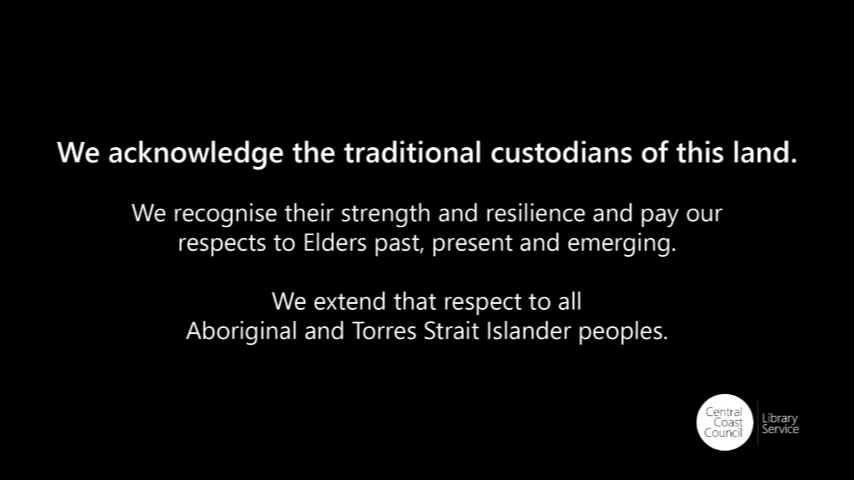 We acknowledge the traditional custodians of this land.
We recognise their strength and resilience and pay our
respects to Elders past, present and emerging.
We extend that respect to all
Aboriginal and Torres Strait Islander peoples.
Central
Coast
Council
Library
Service